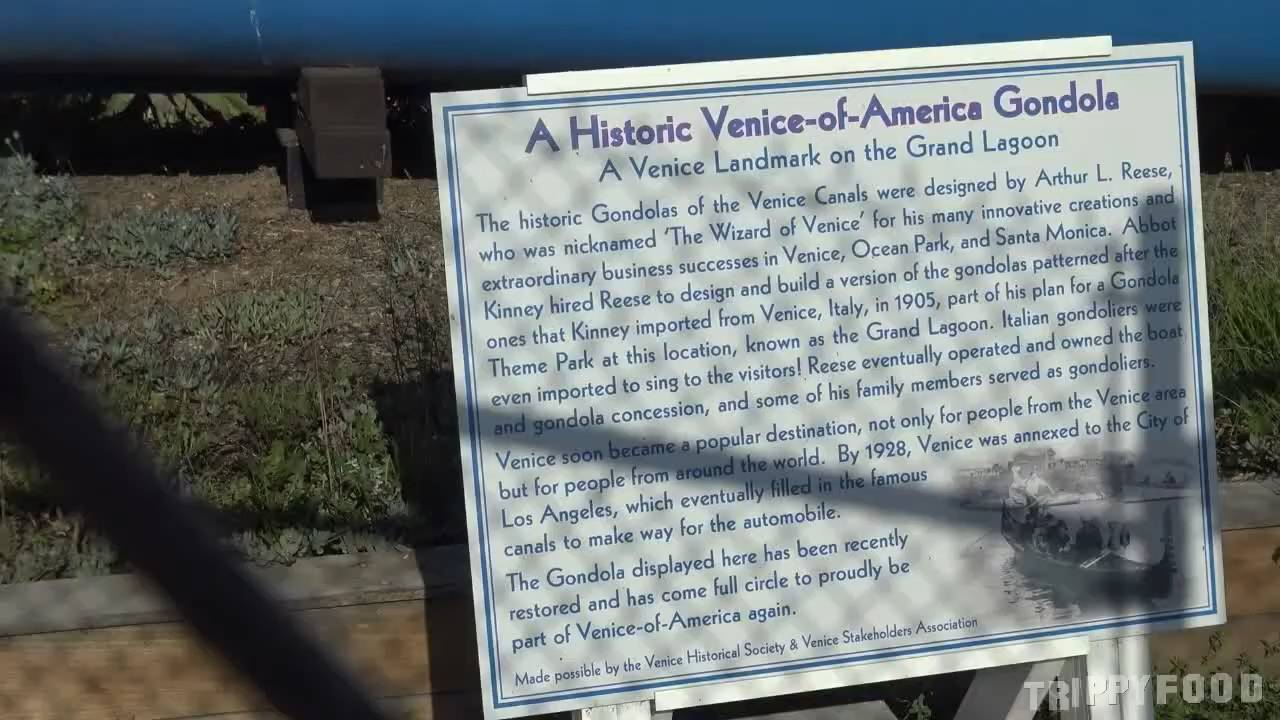 A Historic Venice-of-America Gondola
A Venice Landmark on the Grand Lagoon
The historic Gondolas of the Venice Canals were designed by Arthur L. Reese,
who was nicknamed 'The Wizard of Venice' for his many innovative creations and
extraordinary business successes in Venice, Ocean Park, and Santa Monica. Abbot
Kinney hired Reese to design and build a version of the gondolas patterned after the
ones that Kinney imported from Venice, Italy, in 1905, part of his plan for a Gondola
Theme Park at this location, known as the Grand Lagoon. Italian gondoliers were
even imported to sing to the visitors! Reese eventually operated and owned the boat
and gondola concession, and some of his family members served as gondoliers.
Venice soon became a popular destination, not only for people from the Venice area
but for people from around the world. By 1928, Venice was annexed to the City of
Los Angeles, which eventually filled in the famous
canals to make way for the automobile.
The Gondola displayed here has been recently
restored and has come full circle to proudly be
part of Venice-of-America again.
Made possible by the Venice Historical Society & Venice Stakeholders Association
TRIPPYFOOD